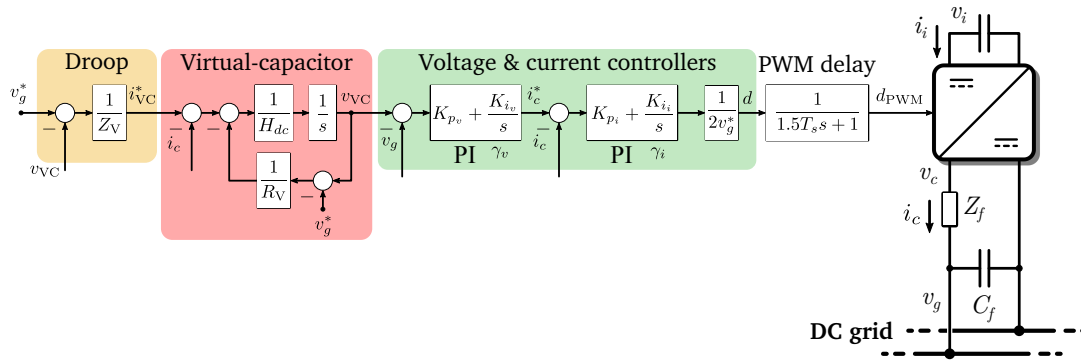 Droop
Virtual-capacitor
Voltage & current controllers
PWM delay
v_g^*
−
v_VC
1/Z_V
i_VC^*
−
i_c
−
1/H_dc
1/s
v_VC
1/R_V
−
v_g^*
−
v_g
K_{p_v} + K_{i_v}/s
PI
γ_v
i_c^*
−
i_c
K_{p_i} + K_{i_i}/s
PI
γ_i
1/2v_g^*
d
1/1.5T_s s + 1
d_PWM
i_i
v_i
v_c
i_c
Z_f
v_g
C_f
DC grid